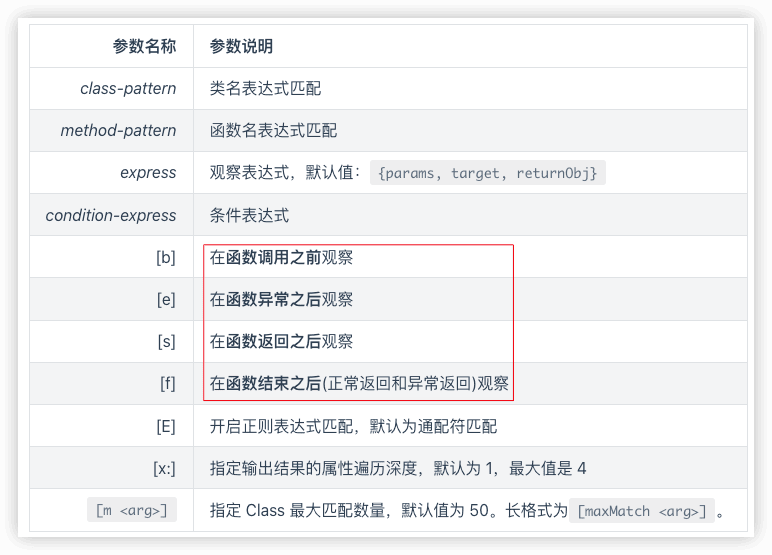 参数名称 参数说明
class-pattern 类名表达式匹配
method-pattern 函数名表达式匹配
express 观察表达式，默认值：{params, target, returnObj}
condition-express 条件表达式
[b] 在函数调用之前观察
[e] 在函数异常之后观察
[s] 在函数返回之后观察
[f] 在函数结束之后(正常返回和异常返回)观察
[E] 开启正则表达式匹配，默认为通配符匹配
[x:] 指定输出结果的属性遍历深度，默认为 1，最大值是 4
[m <arg>] 指定 Class 最大匹配数量，默认值为 50。长格式为[maxMatch <arg>]。